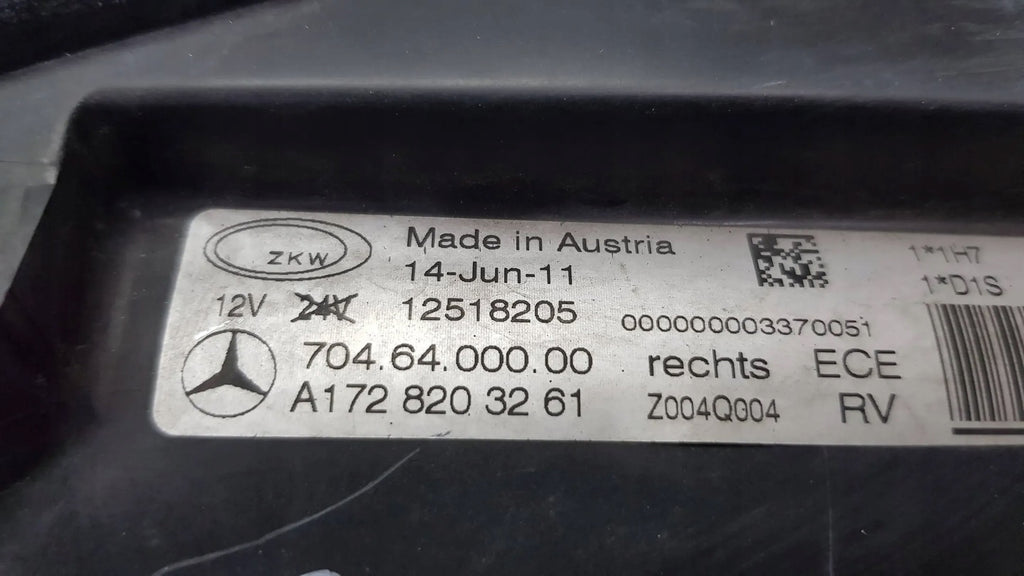 ZKW
Made in Austria
14-Jun-11
12V 24V 12518205
000000003370051
704.64.000.00
rechts ECE
A172 820 32 61
Z004QG04 RV
1*1H7
1*D1S